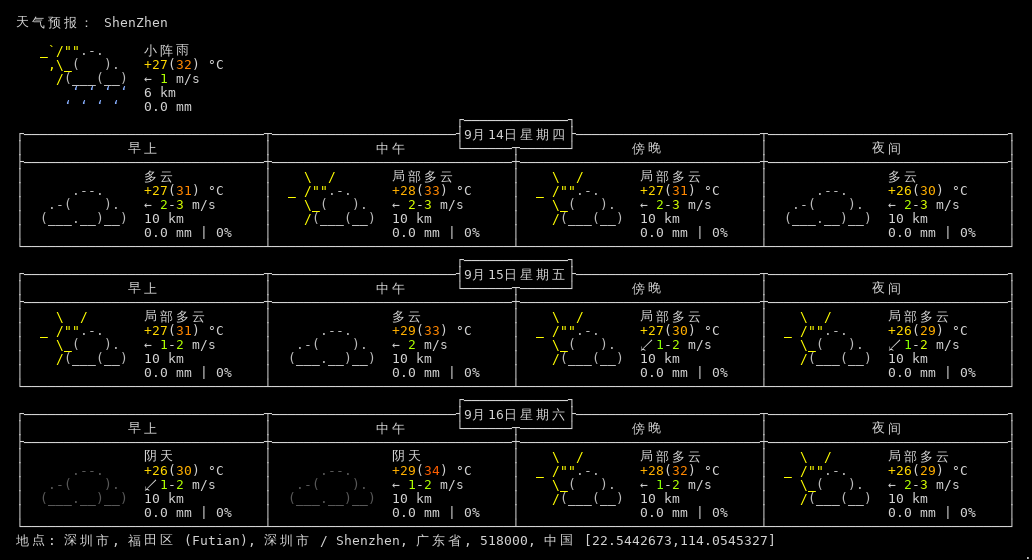 天气预报： ShenZhen
小阵雨
+27(32) °C
← 1 m/s
6 km
0.0 mm
9月14日星期四
早上 中午 傍晚 夜间
多云 局部多云 局部多云 多云
+27(31) °C +28(33) °C +27(31) °C +26(30) °C
← 2-3 m/s ← 2-3 m/s ← 2-3 m/s ← 2-3 m/s
10 km 10 km 10 km 10 km
0.0 mm | 0% 0.0 mm | 0% 0.0 mm | 0% 0.0 mm | 0%
9月15日星期五
早上 中午 傍晚 夜间
局部多云 多云 局部多云 局部多云
+27(31) °C +29(33) °C +27(30) °C +26(29) °C
← 1-2 m/s ← 2 m/s ↙ 1-2 m/s ↙ 1-2 m/s
10 km 10 km 10 km 10 km
0.0 mm | 0% 0.0 mm | 0% 0.0 mm | 0% 0.0 mm | 0%
9月16日星期六
早上 中午 傍晚 夜间
阴天 阴天 局部多云 局部多云
+26(30) °C +29(34) °C +28(32) °C +26(29) °C
↙ 1-2 m/s ← 1-2 m/s ← 1-2 m/s ← 2-3 m/s
10 km 10 km 10 km 10 km
0.0 mm | 0% 0.0 mm | 0% 0.0 mm | 0% 0.0 mm | 0%
地点: 深圳市, 福田区 (Futian), 深圳市 / Shenzhen, 广东省, 518000, 中国 [22.5442673,114.0545327]